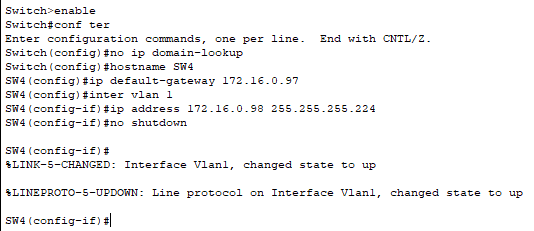 Switch>enable
Switch#conf ter
Enter configuration commands, one per line.  End with CNTL/Z.
Switch(config)#no ip domain-lookup
Switch(config)#hostname SW4
SW4(config)#ip default-gateway 172.16.0.97
SW4(config)#inter vlan 1
SW4(config-if)#ip address 172.16.0.98 255.255.255.224
SW4(config-if)#no shutdown
SW4(config-if)#
%LINK-5-CHANGED: Interface Vlan1, changed state to up
%LINEPROTO-5-UPDOWN: Line protocol on Interface Vlan1, changed state to up
SW4(config-if)#